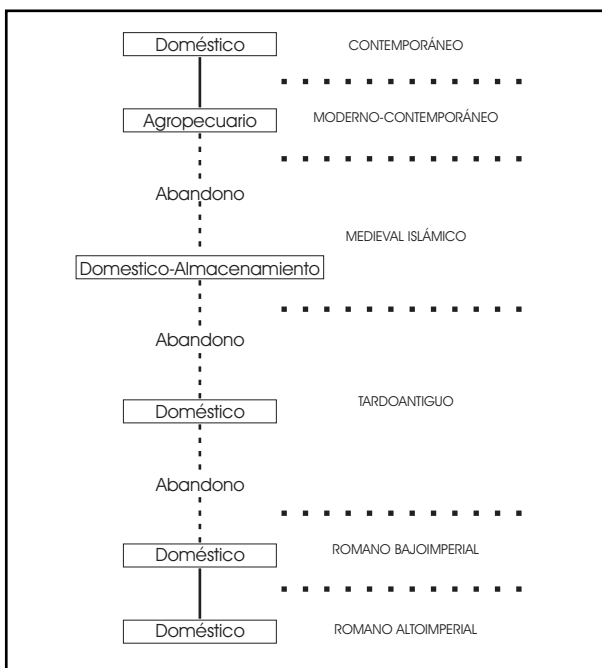 Doméstico CONTEMPORÁNEO
Agropecuario MODERNO-CONTEMPORÁNEO
Abandono
MEDIEVAL ISLÁMICO
Domestico-Almacenamiento
Abandono
Doméstico TARDOANTIGUO
Abandono
Doméstico ROMANO BAJOIMPERIAL
Doméstico ROMANO ALTOIMPERIAL